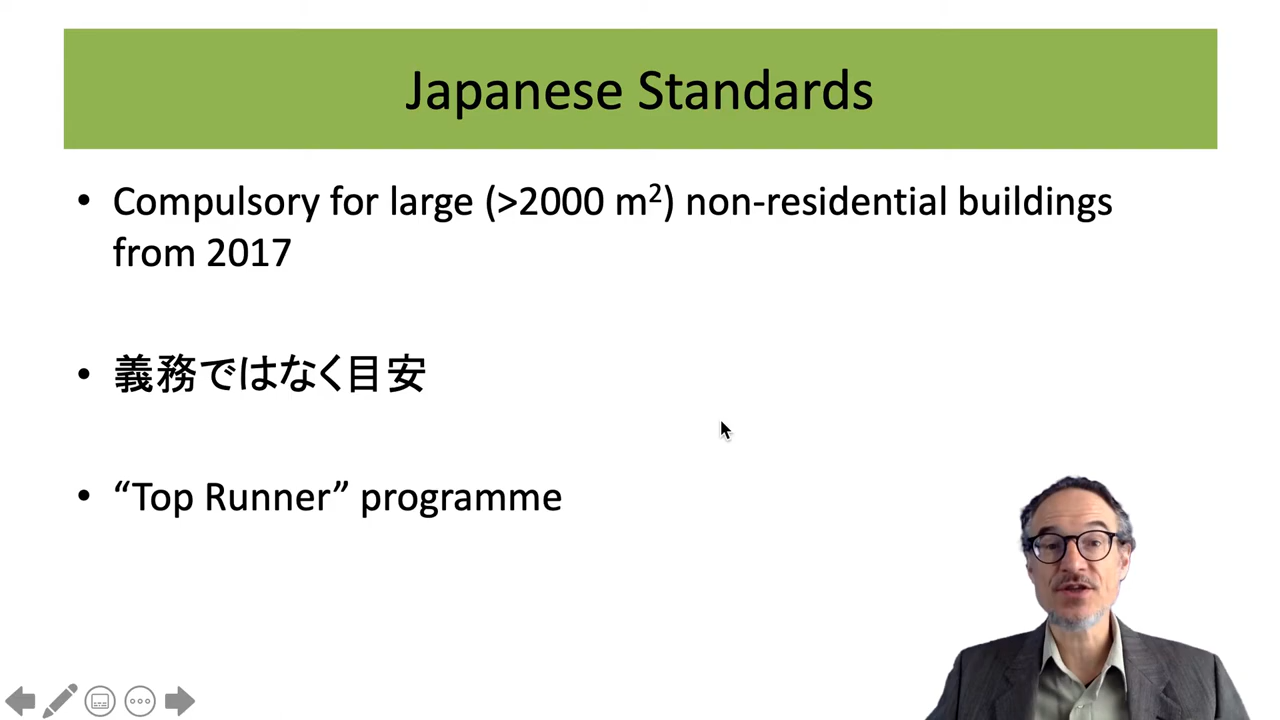 Japanese Standards
• Compulsory for large (>2000 m²) non-residential buildings
from 2017
• 義務ではなく目安
• “Top Runner” programme